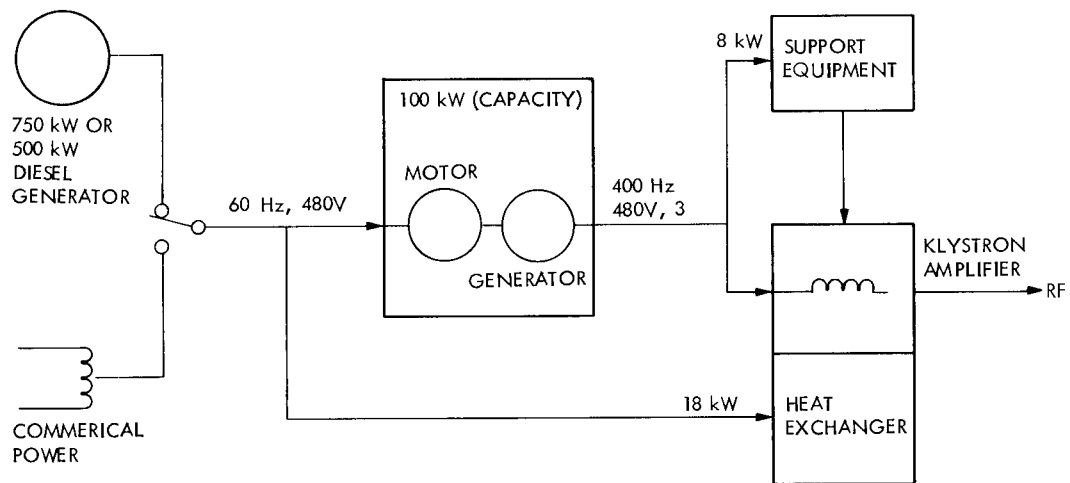 750 kW OR
500 kW
DIESEL
GENERATOR
COMMERICAL
POWER
60 Hz, 480V
100 kW (CAPACITY)
MOTOR
GENERATOR
400 Hz
480V, 3
8 kW
SUPPORT
EQUIPMENT
KLYSTRON
AMPLIFIER
RF
18 kW
HEAT
EXCHANGER